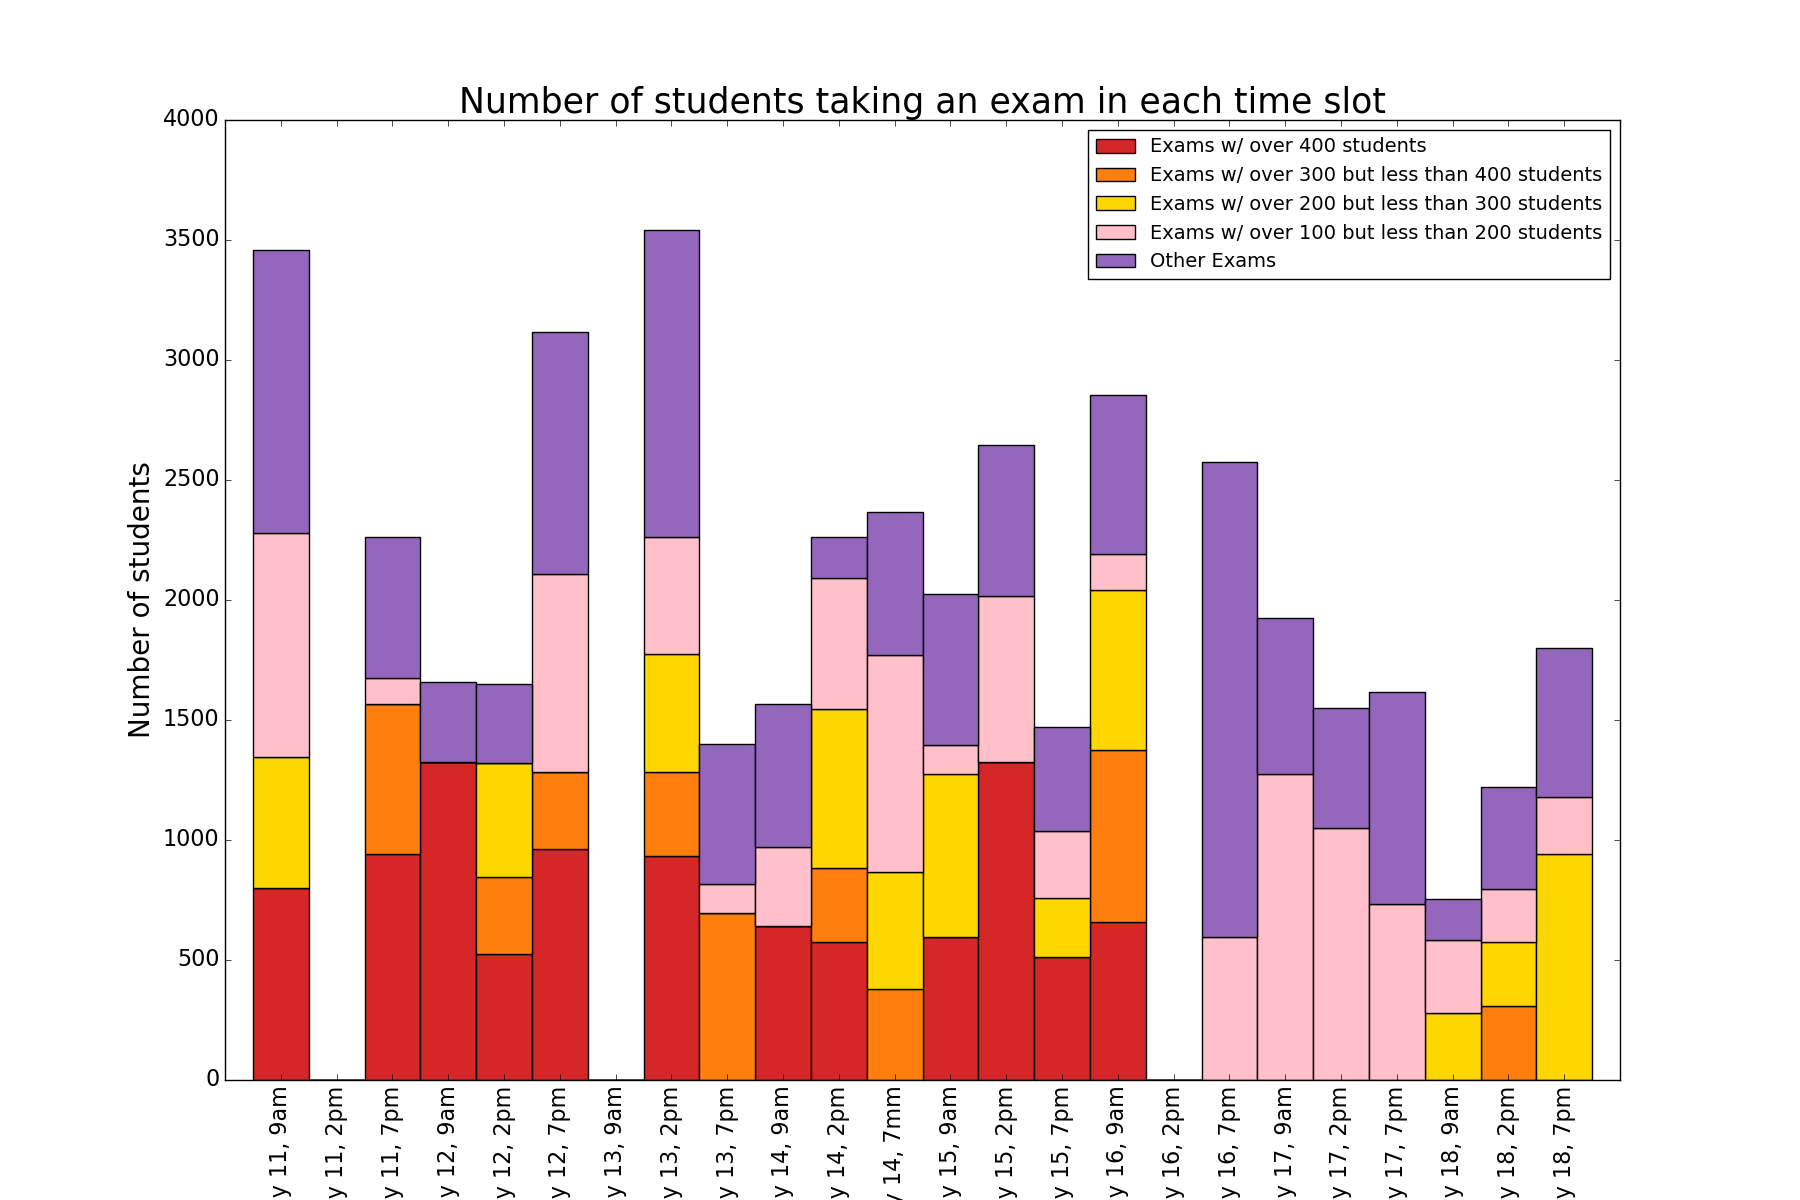 Number of students taking an exam in each time slot
Exams w/ over 400 students
Exams w/ over 300 but less than 400 students
Exams w/ over 200 but less than 300 students
Exams w/ over 100 but less than 200 students
Other Exams
Number of students
4000
3500
3000
2500
2000
1500
1000
500
0
y 11, 9am
y 11, 2pm
y 11, 7pm
y 12, 9am
y 12, 2pm
y 12, 7pm
y 13, 9am
y 13, 2pm
y 13, 7pm
y 14, 9am
y 14, 2pm
y 14, 7mm
y 15, 9am
y 15, 2pm
y 15, 7pm
y 16, 9am
y 16, 2pm
y 16, 7pm
y 17, 9am
y 17, 2pm
y 17, 7pm
y 18, 9am
y 18, 2pm
y 18, 7pm